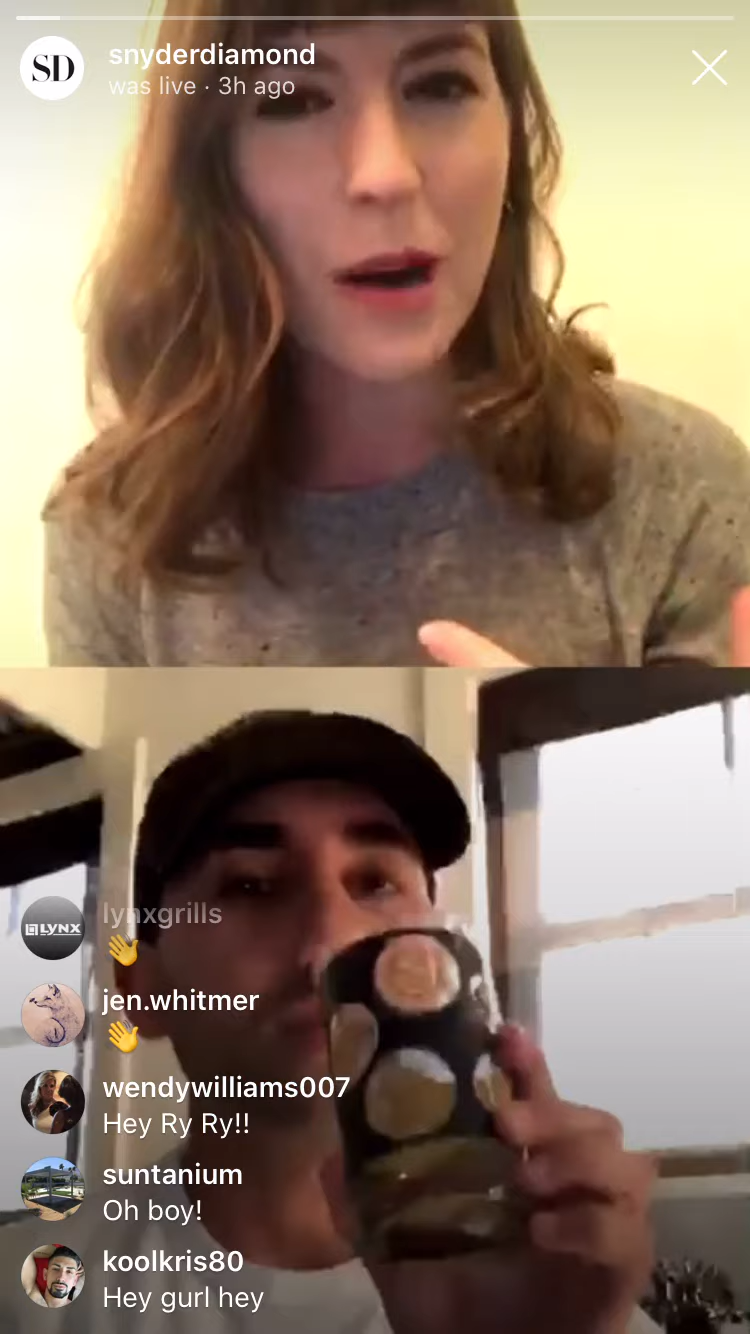 SD
snyderdiamond
was live · 3h ago
lynxgrills
LYNX
👋
jen.whitmer
👋
wendywilliams007
Hey Ry Ry!!
suntanium
Oh boy!
koolkris80
Hey gurl hey